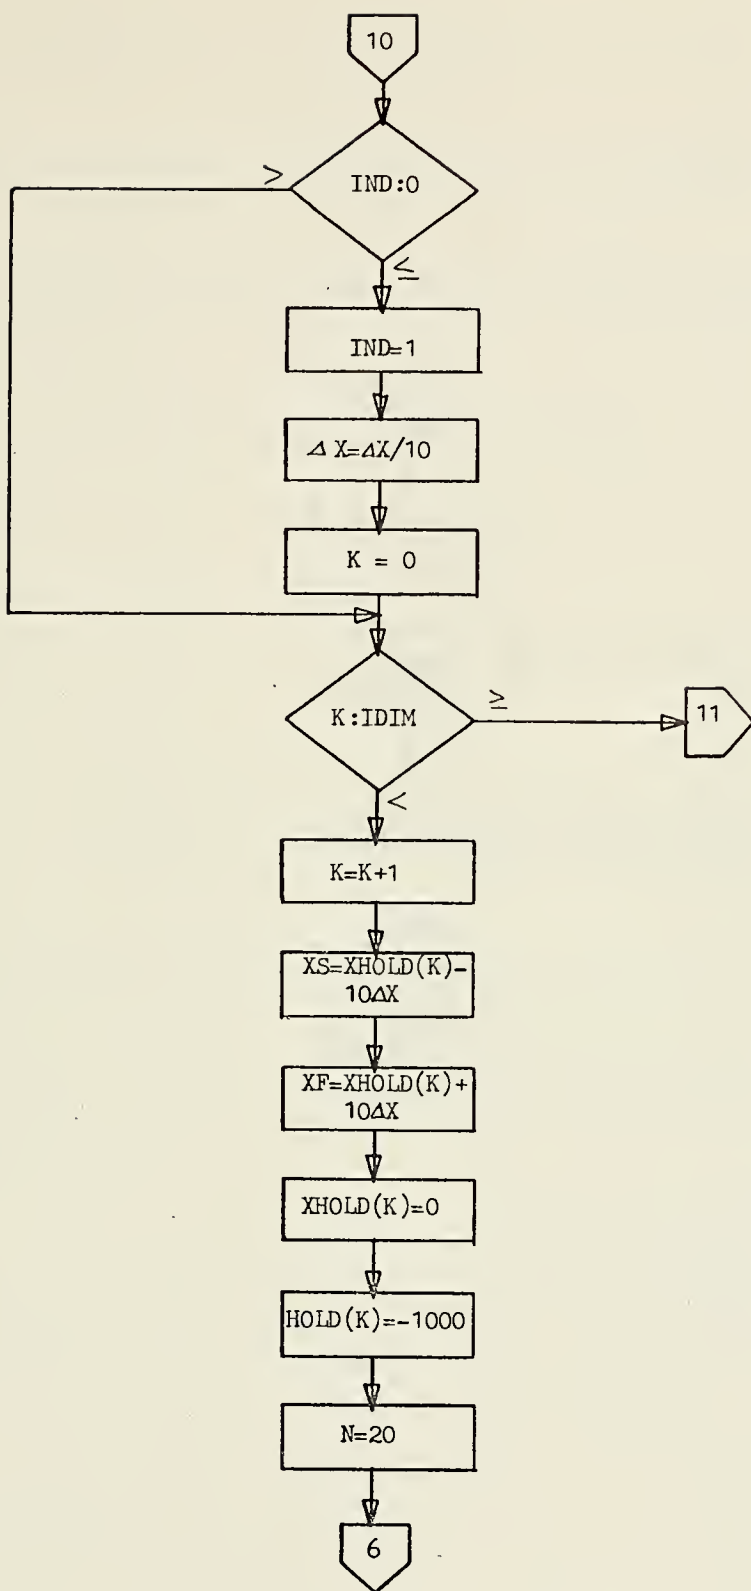 10
IND:0
>
≤
IND=1
ΔX=ΔX/10
K = 0
K:IDIM
≥
11
<
K=K+1
XS=XHOLD(K)-
10ΔX
XF=XHOLD(K)+
10ΔX
XHOLD(K)=0
HOLD(K)=-1000
N=20
6